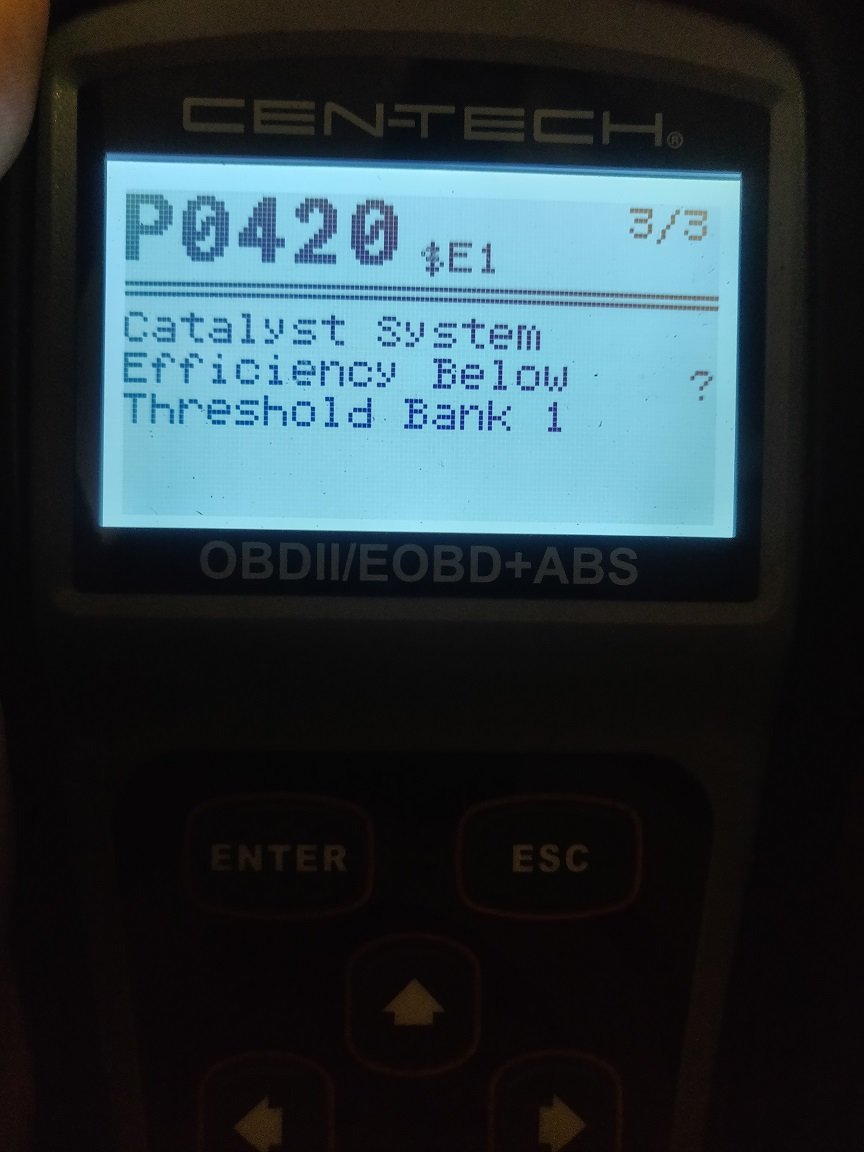 CEN-TECH®
P0420 $E1 3/3
Catalyst System
Efficiency Below ?
Threshold Bank 1
OBDII/EOBD+ABS
ENTER ESC